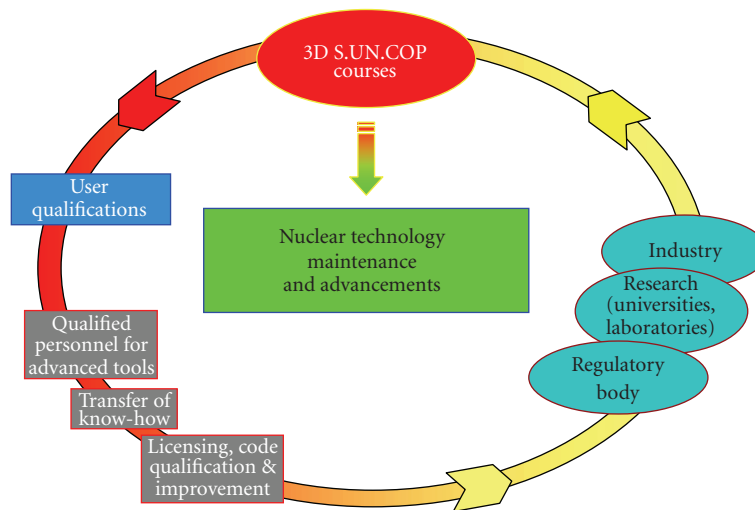 3D S.UN.COP
courses
User
qualifications
Nuclear technology
maintenance
and advancements
Industry
Research
(universities,
laboratories)
Regulatory
body
Qualified
personnel for
advanced tools
Transfer of
know-how
Licensing, code
qualification &
improvement